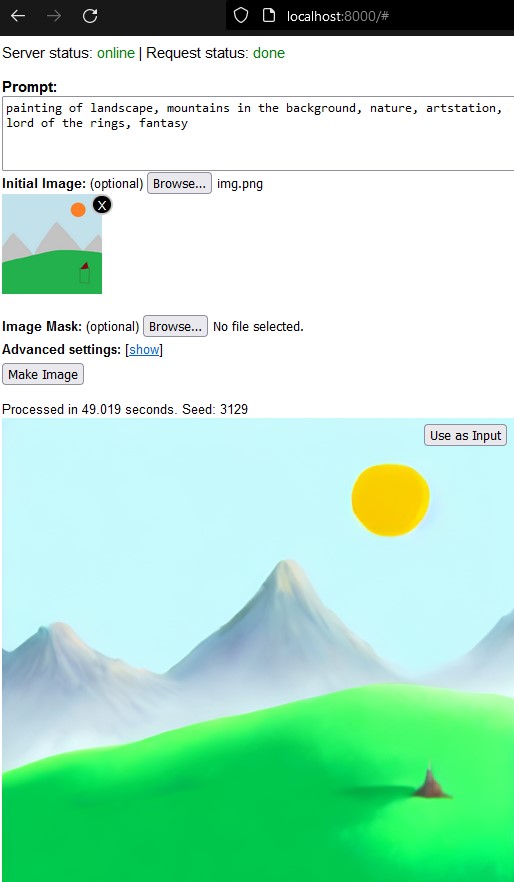 localhost:8000/#
Server status: online | Request status: done
Prompt:
painting of landscape, mountains in the background, nature, artstation,
lord of the rings, fantasy
Initial Image: (optional) Browse... img.png
X
Image Mask: (optional) Browse... No file selected.
Advanced settings: [show]
Make Image
Processed in 49.019 seconds. Seed: 3129
Use as Input